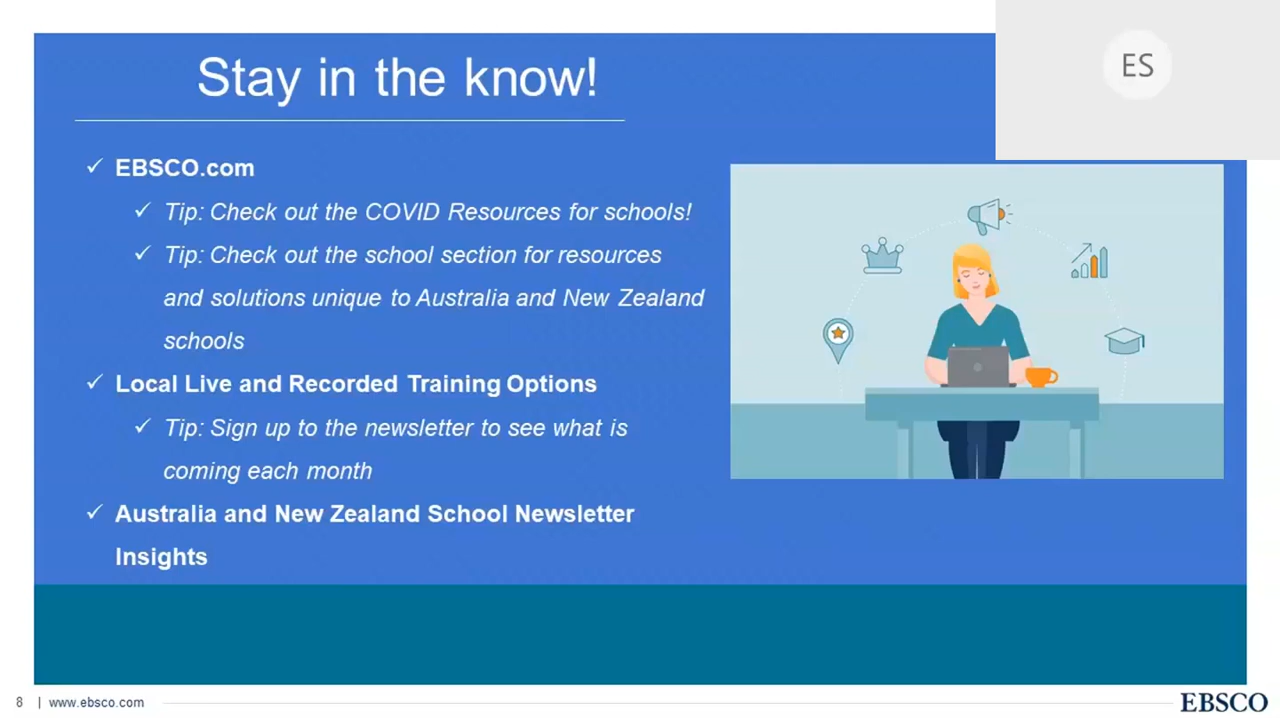 Stay in the know!
ES
✓ EBSCO.com
✓ Tip: Check out the COVID Resources for schools!
✓ Tip: Check out the school section for resources
and solutions unique to Australia and New Zealand
schools
✓ Local Live and Recorded Training Options
✓ Tip: Sign up to the newsletter to see what is
coming each month
✓ Australia and New Zealand School Newsletter
Insights
8 | www.ebsco.com
EBSCO